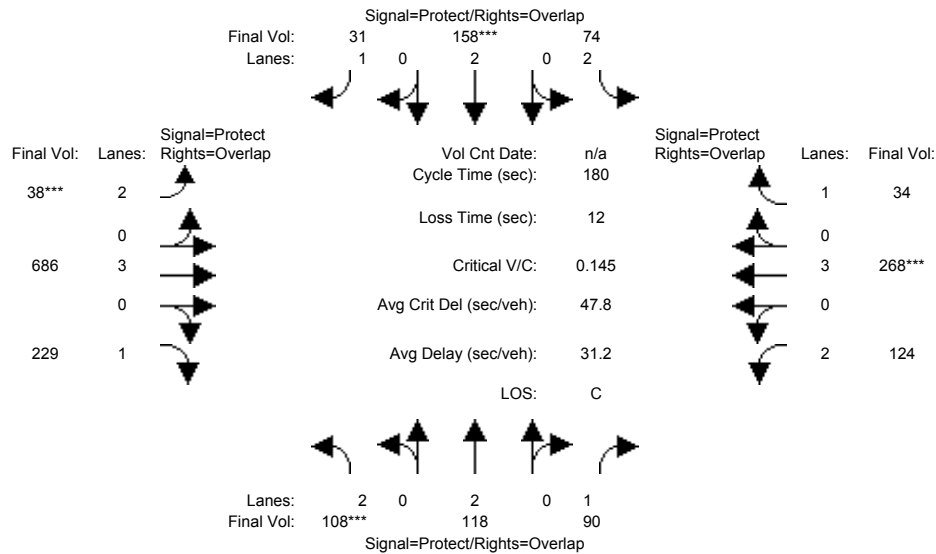 Signal=Protect/Rights=Overlap
Final Vol: 31 158*** 74
Lanes: 1 0 2 0 2
Signal=Protect
Final Vol: Lanes: Rights=Overlap
Vol Cnt Date: n/a
Signal=Protect
Rights=Overlap Lanes: Final Vol:
Cycle Time (sec): 180
38*** 2
1 34
Loss Time (sec): 12
0
0
686 3
Critical V/C: 0.145
3 268***
0
Avg Crit Del (sec/veh): 47.8
0
229 1
Avg Delay (sec/veh): 31.2
2 124
LOS: C
Lanes: 2 0 2 0 1
Final Vol: 108*** 118 90
Signal=Protect/Rights=Overlap